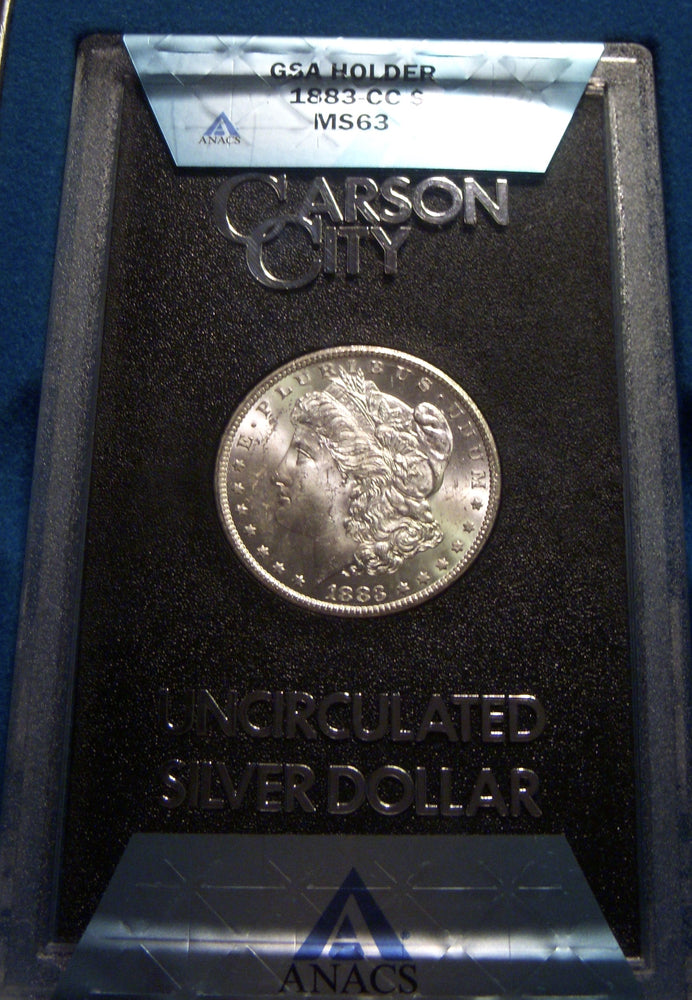 GSA HOLDER
1883-CC $
MS63
ANACS
CARSON
CITY
E·PLURIBUS·UNUM
1883
UNCIRCULATED
SILVER DOLLAR
ANACS